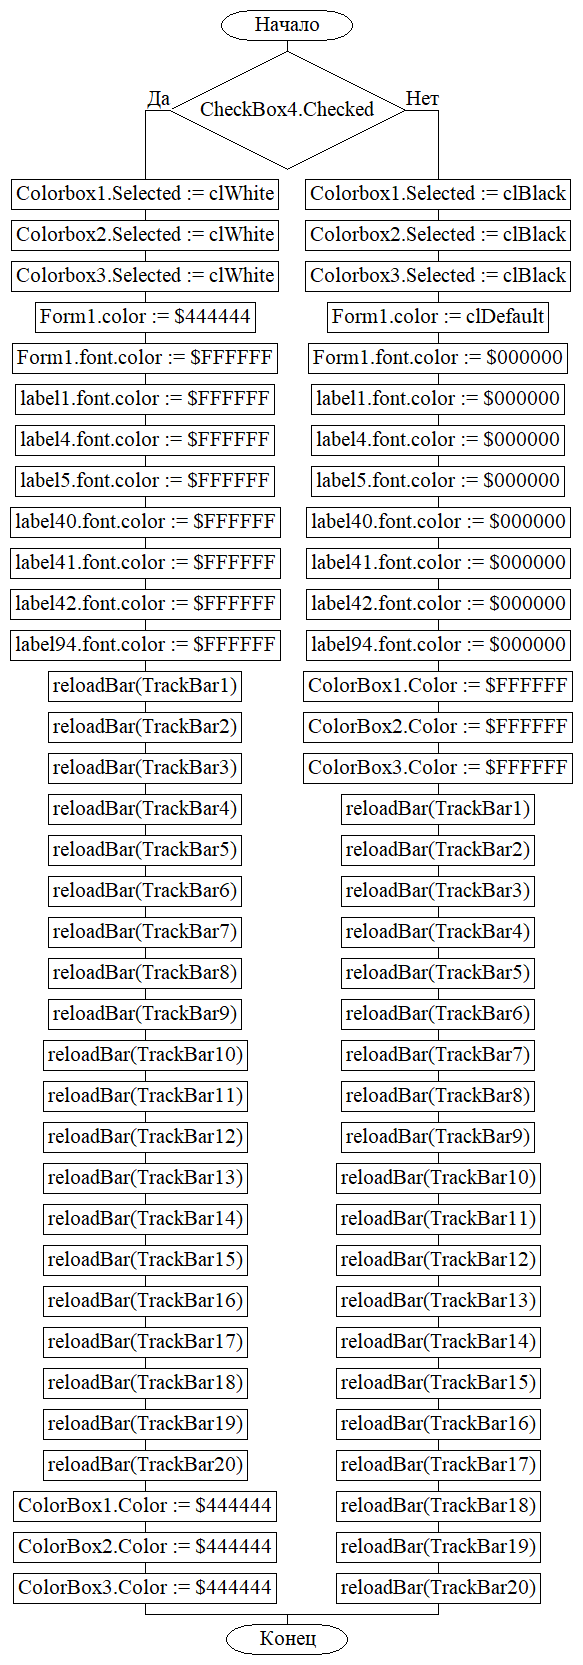 Начало
CheckBox4.Checked
Да
Нет
Colorbox1.Selected := clWhite
Colorbox2.Selected := clWhite
Colorbox3.Selected := clWhite
Form1.color := $444444
Form1.font.color := $FFFFFF
label1.font.color := $FFFFFF
label4.font.color := $FFFFFF
label5.font.color := $FFFFFF
label40.font.color := $FFFFFF
label41.font.color := $FFFFFF
label42.font.color := $FFFFFF
label94.font.color := $FFFFFF
reloadBar(TrackBar1)
reloadBar(TrackBar2)
reloadBar(TrackBar3)
reloadBar(TrackBar4)
reloadBar(TrackBar5)
reloadBar(TrackBar6)
reloadBar(TrackBar7)
reloadBar(TrackBar8)
reloadBar(TrackBar9)
reloadBar(TrackBar10)
reloadBar(TrackBar11)
reloadBar(TrackBar12)
reloadBar(TrackBar13)
reloadBar(TrackBar14)
reloadBar(TrackBar15)
reloadBar(TrackBar16)
reloadBar(TrackBar17)
reloadBar(TrackBar18)
reloadBar(TrackBar19)
reloadBar(TrackBar20)
ColorBox1.Color := $444444
ColorBox2.Color := $444444
ColorBox3.Color := $444444
Colorbox1.Selected := clBlack
Colorbox2.Selected := clBlack
Colorbox3.Selected := clBlack
Form1.color := clDefault
Form1.font.color := $000000
label1.font.color := $000000
label4.font.color := $000000
label5.font.color := $000000
label40.font.color := $000000
label41.font.color := $000000
label42.font.color := $000000
label94.font.color := $000000
ColorBox1.Color := $FFFFFF
ColorBox2.Color := $FFFFFF
ColorBox3.Color := $FFFFFF
reloadBar(TrackBar1)
reloadBar(TrackBar2)
reloadBar(TrackBar3)
reloadBar(TrackBar4)
reloadBar(TrackBar5)
reloadBar(TrackBar6)
reloadBar(TrackBar7)
reloadBar(TrackBar8)
reloadBar(TrackBar9)
reloadBar(TrackBar10)
reloadBar(TrackBar11)
reloadBar(TrackBar12)
reloadBar(TrackBar13)
reloadBar(TrackBar14)
reloadBar(TrackBar15)
reloadBar(TrackBar16)
reloadBar(TrackBar17)
reloadBar(TrackBar18)
reloadBar(TrackBar19)
reloadBar(TrackBar20)
Конец